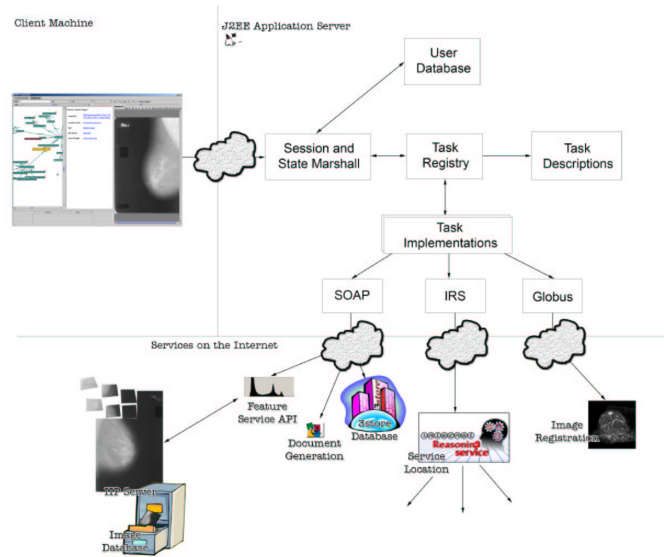 Client Machine
J2EE Application Server
User
Database
Session and
State Marshall
Task
Registry
Task
Descriptions
Task
Implementations
SOAP
IRS
Globus
Services on the Internet
Feature
Service API
3store
Database
Document
Generation
Reasoning
service
Service
Location
Image
Registration
IIP Server
Image
Database